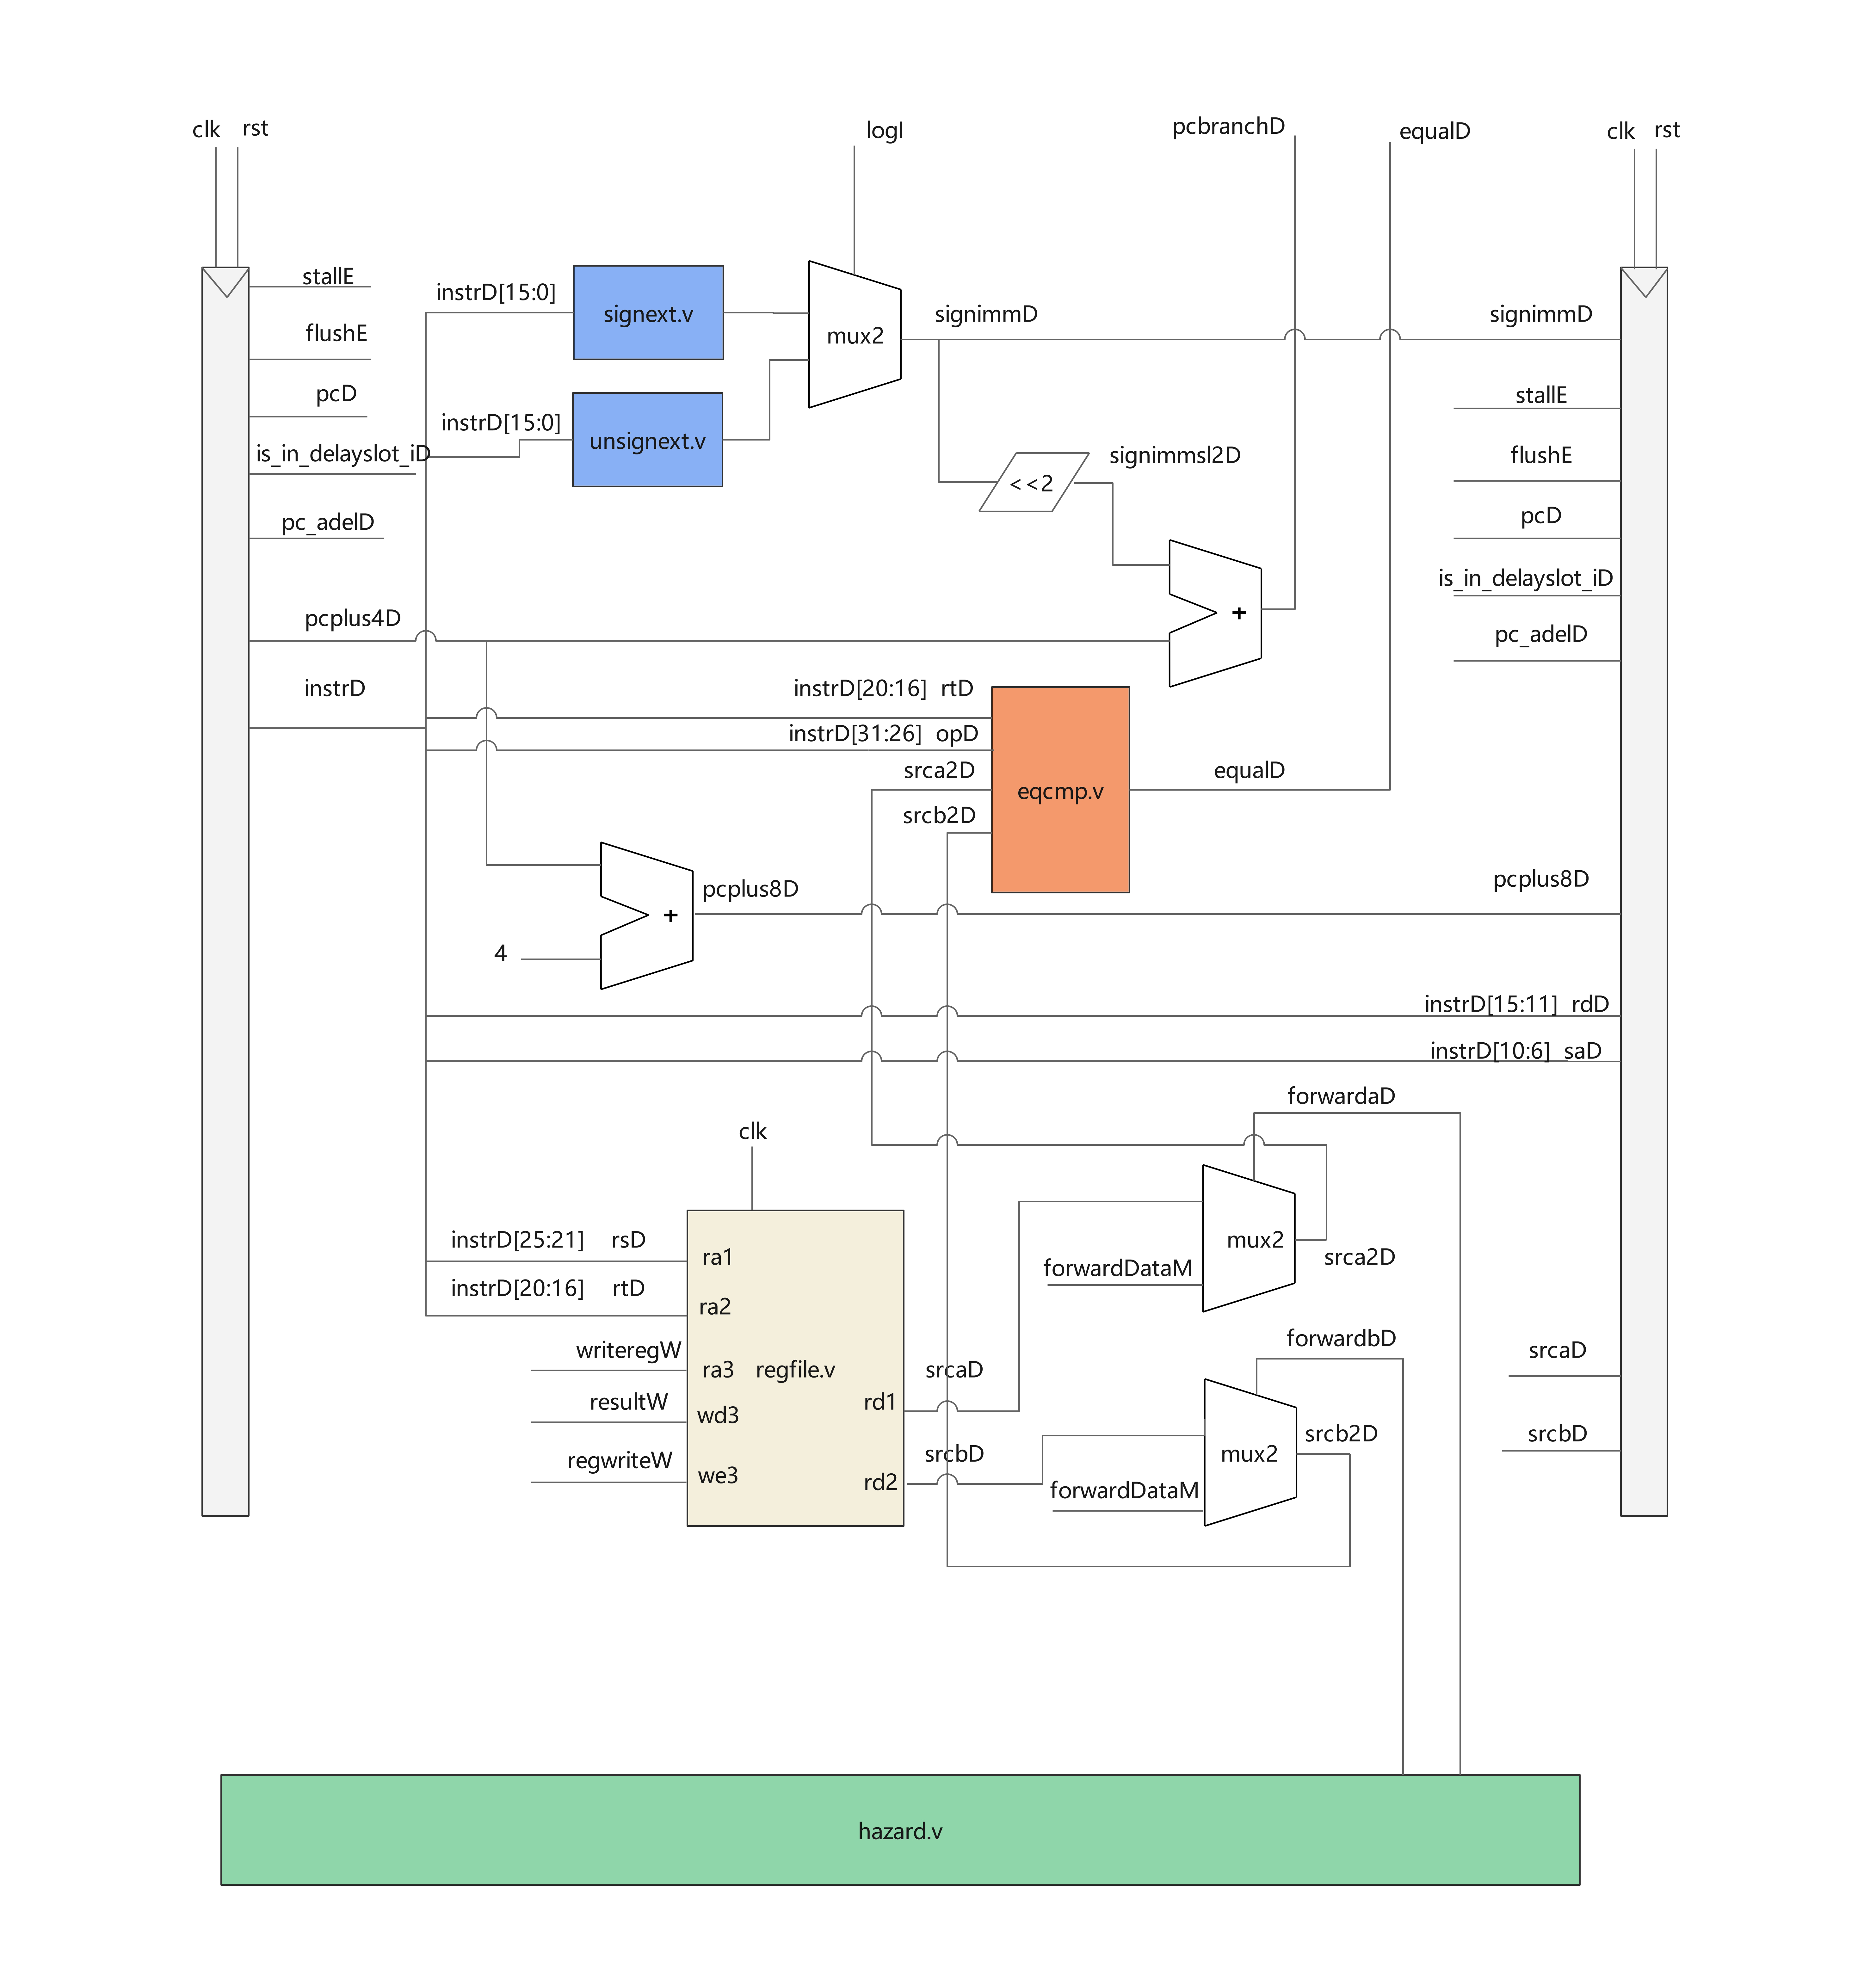 clk rst
logI
pcbranchD
equalD
clk rst
stallE
flushE
pcD
is_in_delayslot_iD
pc_adelD
pcplus4D
instrD
instrD[15:0]
signext.v
instrD[15:0]
unsignext.v
mux2
signimmD
signimmD
<<2
signimmsl2D
+
stallE
flushE
pcD
is_in_delayslot_iD
pc_adelD
instrD[20:16] rtD
instrD[31:26] opD
srca2D
srcb2D
eqcmp.v
equalD
+
4
pcplus8D
pcplus8D
instrD[15:11] rdD
instrD[10:6] saD
clk
instrD[25:21] rsD
instrD[20:16] rtD
writeregW
resultW
regwriteW
ra1
ra2
ra3 regfile.v
wd3
we3
rd1
rd2
srcaD
srcbD
forwardaD
mux2
forwardDataM
srca2D
forwardbD
mux2
forwardDataM
srcb2D
srcaD
srcbD
hazard.v